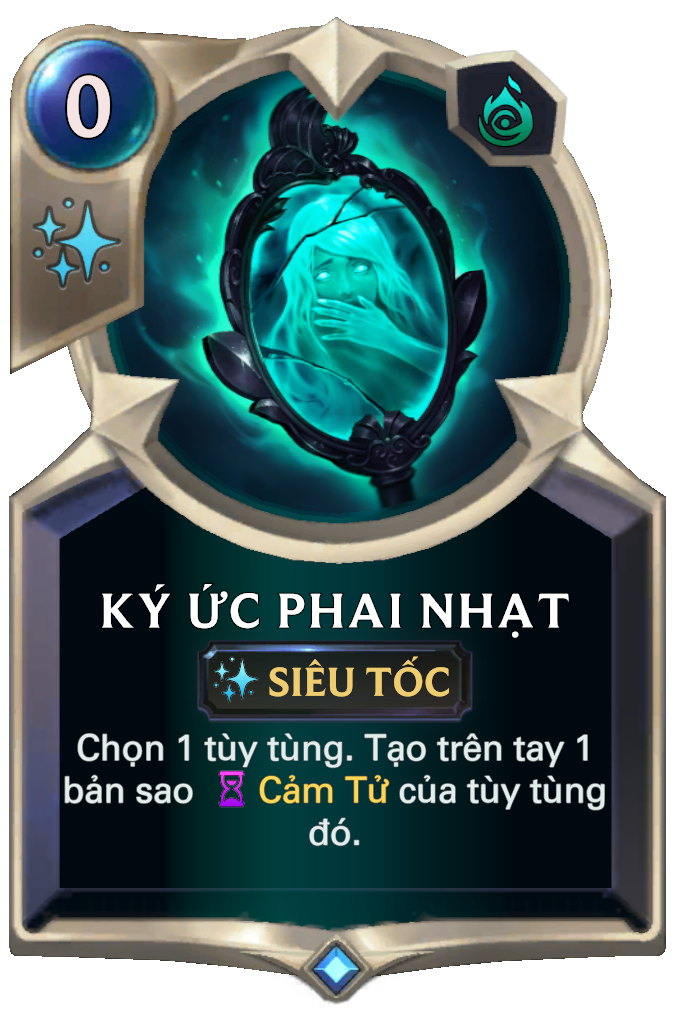 0
KÝ ỨC PHAI NHẠT
SIÊU TỐC
Chọn 1 tùy tùng. Tạo trên tay 1
bản sao Cảm Tử của tùy tùng
đó.